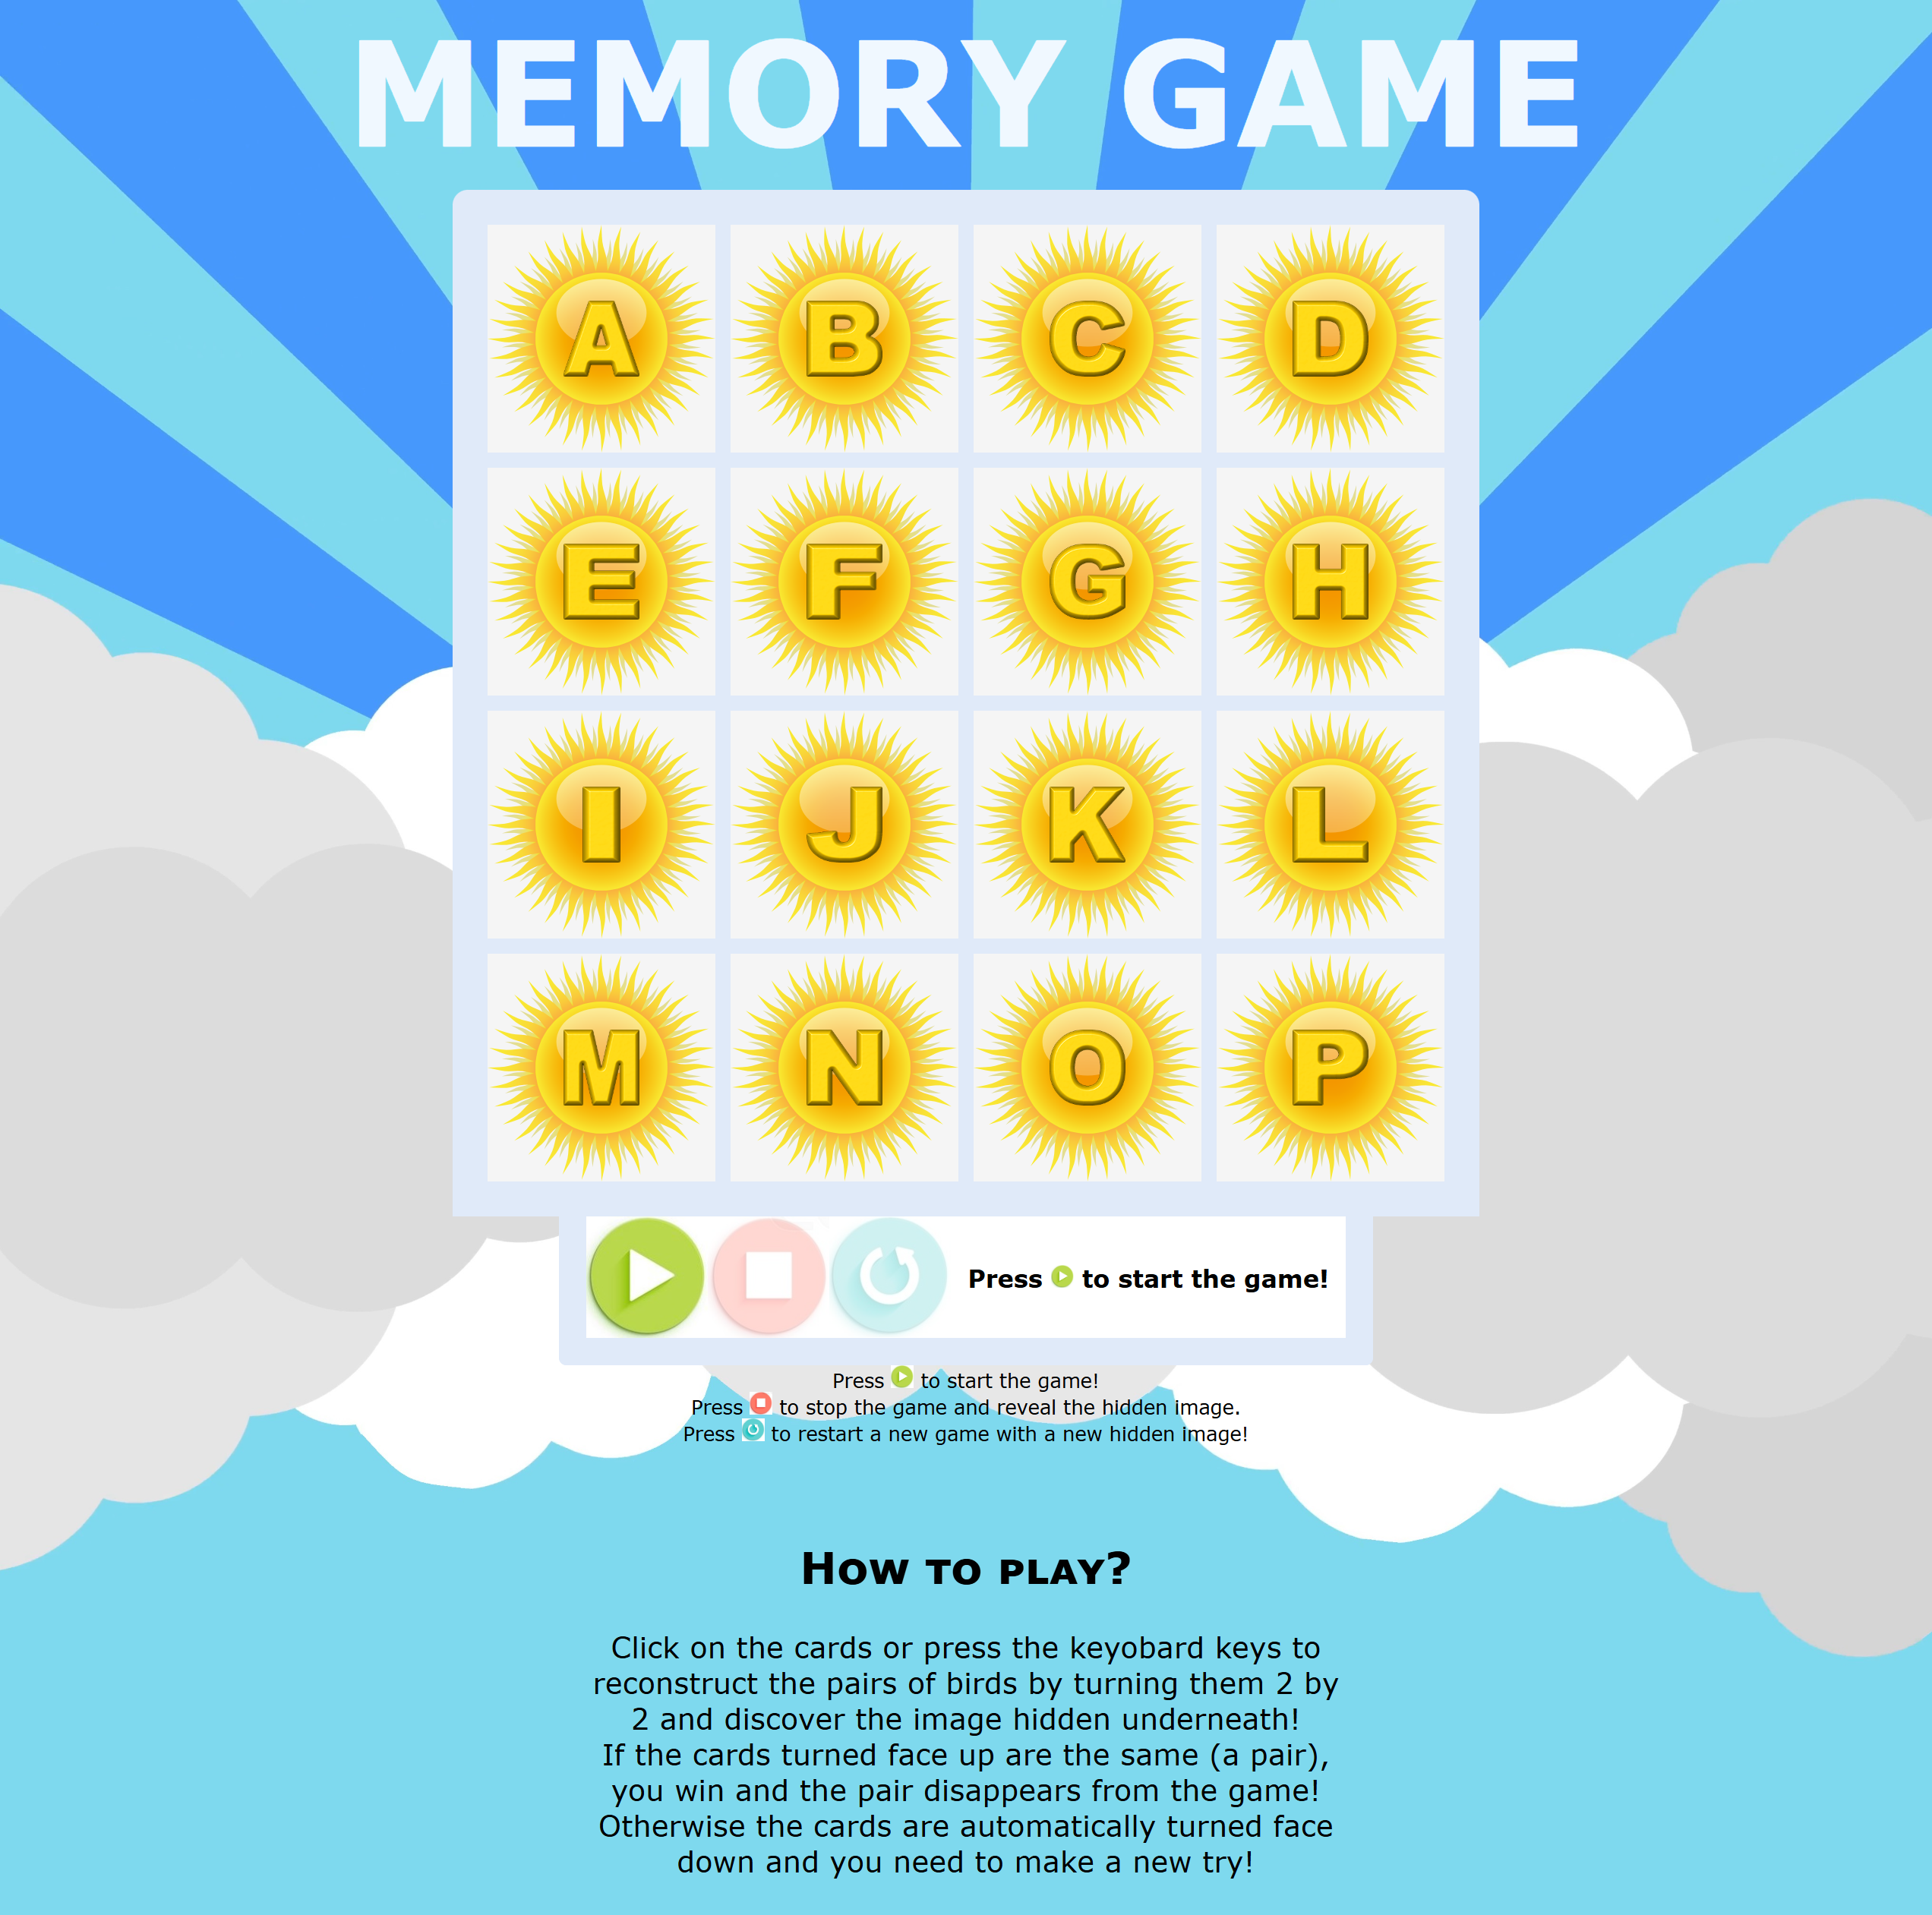 MEMORY GAME
A B C D
E F G H
I J K L
M N O P
Press to start the game!
Press to start the game!
Press to stop the game and reveal the hidden image.
Press to restart a new game with a new hidden image!
How to play?
Click on the cards or press the keyobard keys to
reconstruct the pairs of birds by turning them 2 by
2 and discover the image hidden underneath!
If the cards turned face up are the same (a pair),
you win and the pair disappears from the game!
Otherwise the cards are automatically turned face
down and you need to make a new try!